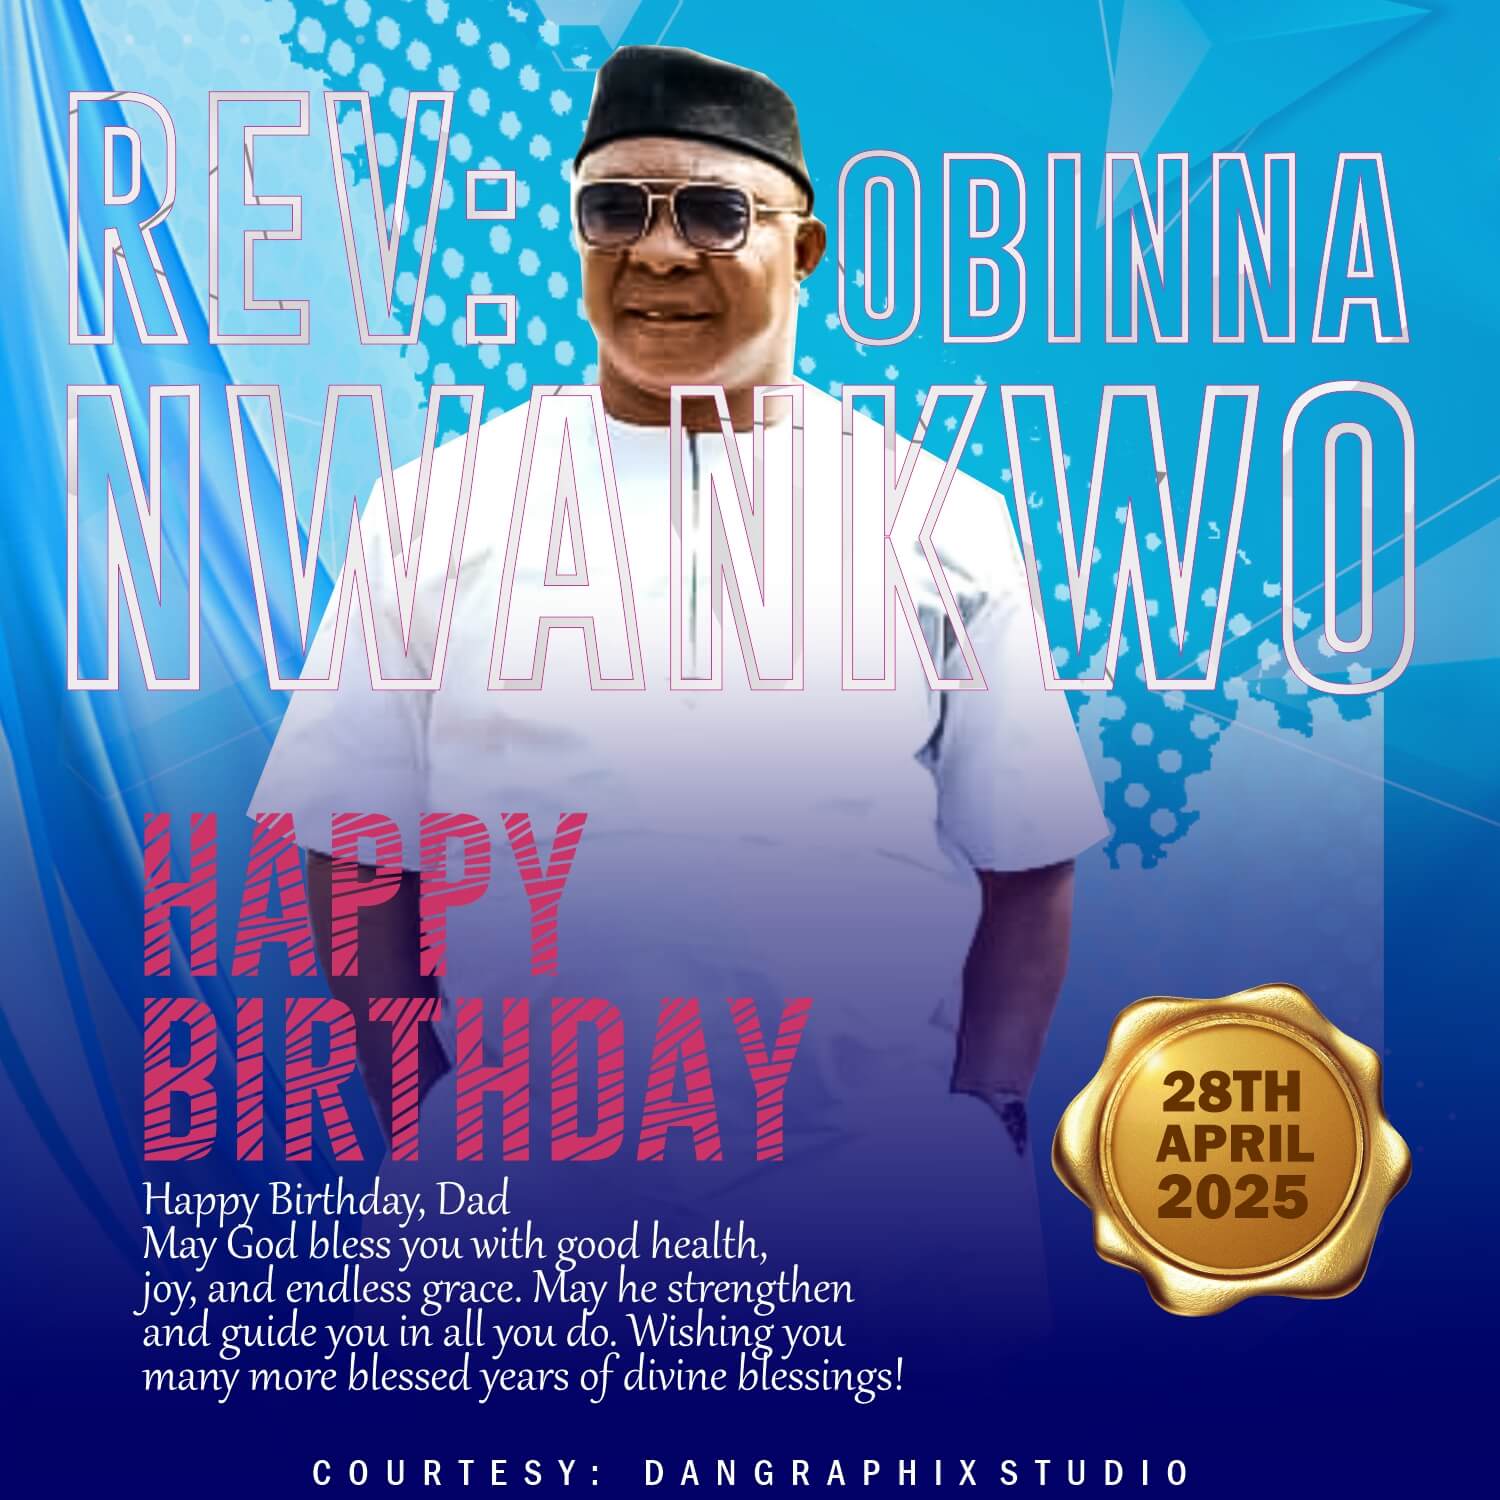 REV: OBINNA
NWANKWO
HAPPY
BIRTHDAY
Happy Birthday, Dad
May God bless you with good health,
joy, and endless grace. May he strengthen
and guide you in all you do. Wishing you
many more blessed years of divine blessings!
28TH
APRIL
2025
COURTESY: DANGRAPHIX STUDIO